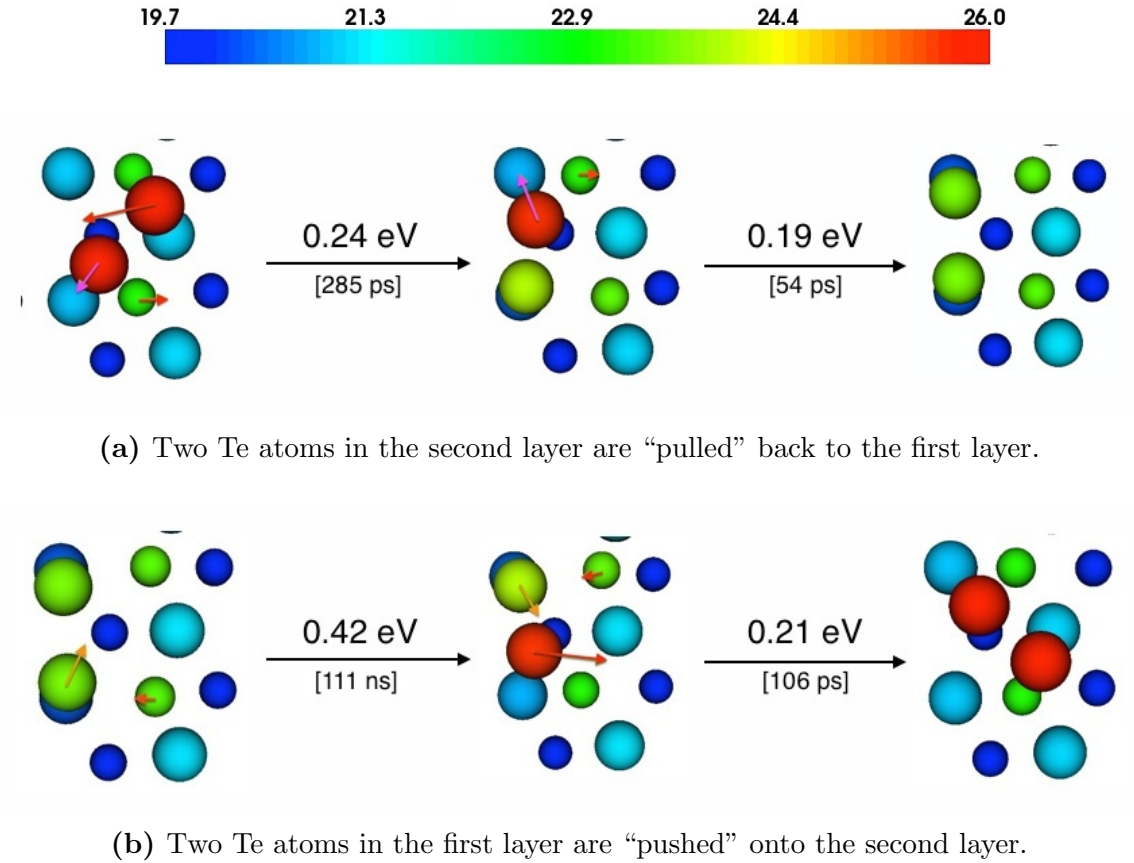 19.7 21.3 22.9 24.4 26.0
0.24 eV 0.19 eV
[285 ps] [54 ps]
(a) Two Te atoms in the second layer are “pulled” back to the first layer.
0.42 eV 0.21 eV
[111 ns] [106 ps]
(b) Two Te atoms in the first layer are “pushed” onto the second layer.